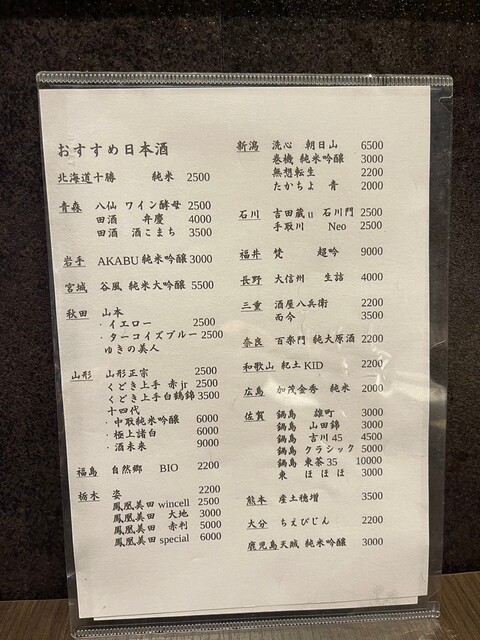 おすすめ日本酒
北海道十勝 純米 2500
青森 八仙 ワイン酵母 2500
田酒 弁慶 4000
田酒 酒こまち 3500
岩手 AKABU 純米吟醸 3000
宮城 谷風 純米大吟醸 5500
秋田 山本
・イエロー 2500
・ターコイズブルー 2500
ゆきの美人
山形 山形正宗 2500
くどき上手 赤jr 2500
くどき上手白鶴錦 3500
十四代
・中取純米吟醸 6000
・極上諸白 6000
・酒未来 9000
福島 自然郷 BIO 2200
栃木 姿 2200
鳳凰美田 wincell 2500
鳳凰美田 大地 3000
鳳凰美田 赤判 5000
鳳凰美田 special 6000
新潟 洗心 朝日山 6500
巻機 純米吟醸 3000
無想転生 2200
たかちよ 青 2000
石川 吉田蔵u 石川門 2500
手取川 Neo 2500
福井 梵 超吟 9000
長野 大信州 生詰 4000
三重 酒屋八兵衛 2200
而今 3500
奈良 百楽門 純大原酒 2200
和歌山 紀土 KID 2200
広島 加茂金秀 純米 2000
佐賀 鍋島 雄町 3000
鍋島 山田錦 3000
鍋島 吉川 45 4500
鍋島 クラシック 5000
鍋島 東条 35 10000
東 ほほほ 3000
熊本 産土穂増 3500
大分 ちえびじん 2200
鹿児島天賦 純米吟醸 3000